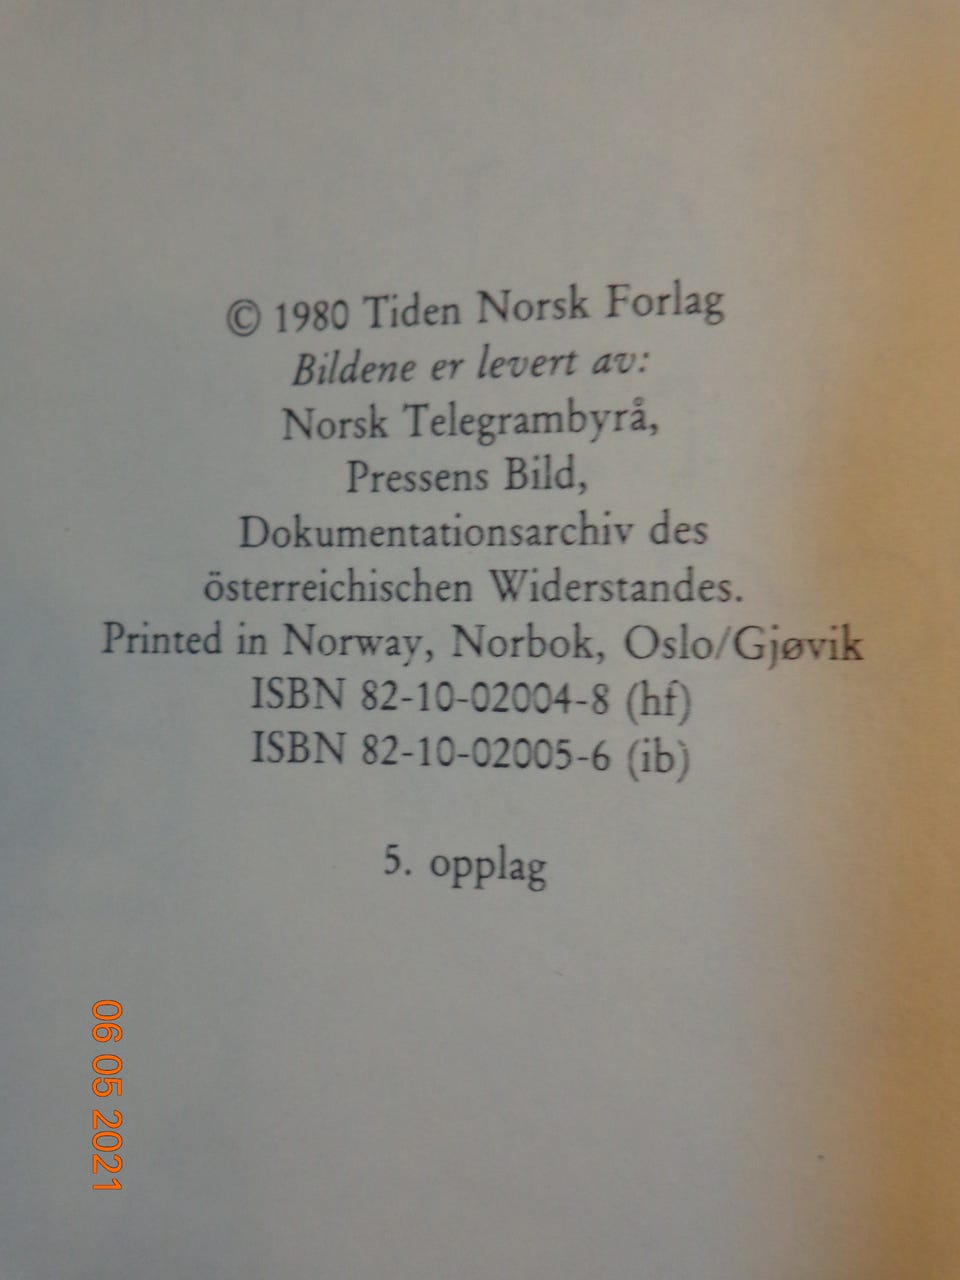 © 1980 Tiden Norsk Forlag
Bildene er levert av:
Norsk Telegrambyrå,
Pressens Bild,
Dokumentationsarchiv des
österreichischen Widerstandes.
Printed in Norway, Norbok, Oslo/Gjøvik
ISBN 82-10-02004-8 (hf)
ISBN 82-10-02005-6 (ib)
5. opplag
06 05 2021